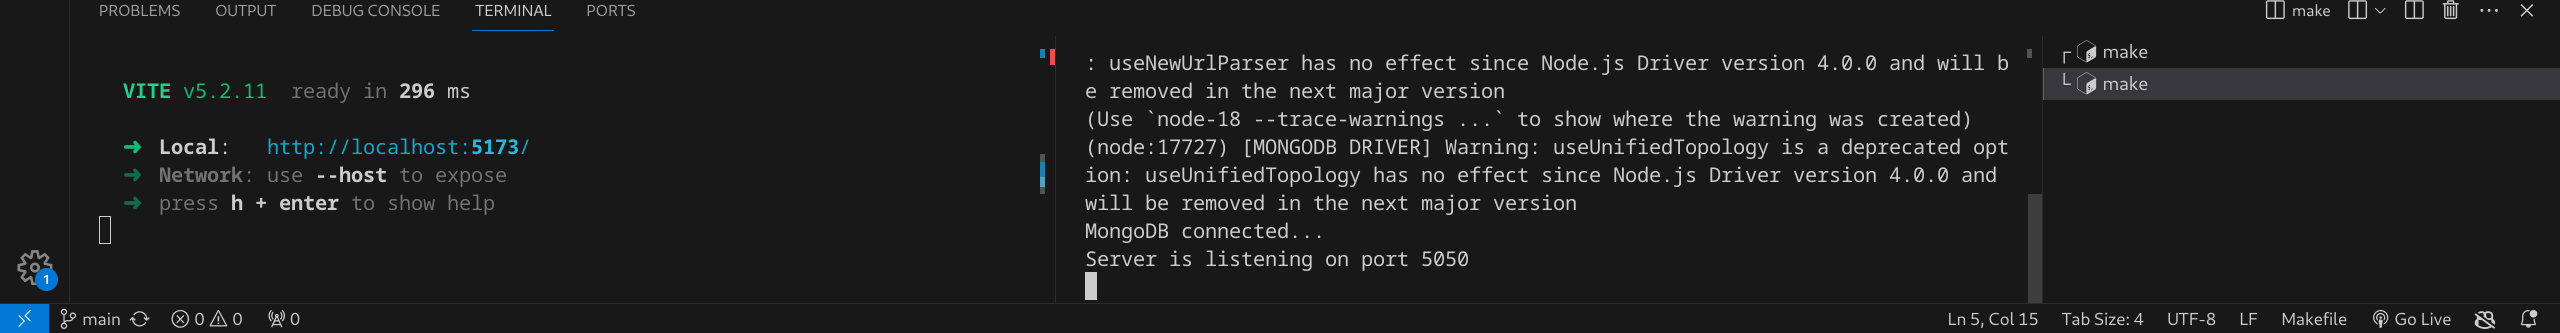 PROBLEMS OUTPUT DEBUG CONSOLE TERMINAL PORTS
make
VITE v5.2.11 ready in 296 ms
➜ Local: http://localhost:5173/
➜ Network: use --host to expose
➜ press h + enter to show help
: useNewUrlParser has no effect since Node.js Driver version 4.0.0 and will b
e removed in the next major version
(Use `node-18 --trace-warnings ...` to show where the warning was created)
(node:17727) [MONGODB DRIVER] Warning: useUnifiedTopology is a deprecated opt
ion: useUnifiedTopology has no effect since Node.js Driver version 4.0.0 and
will be removed in the next major version
MongoDB connected...
Server is listening on port 5050
make
make
1
main 0 0 0
Ln 5, Col 15 Tab Size: 4 UTF-8 LF Makefile Go Live